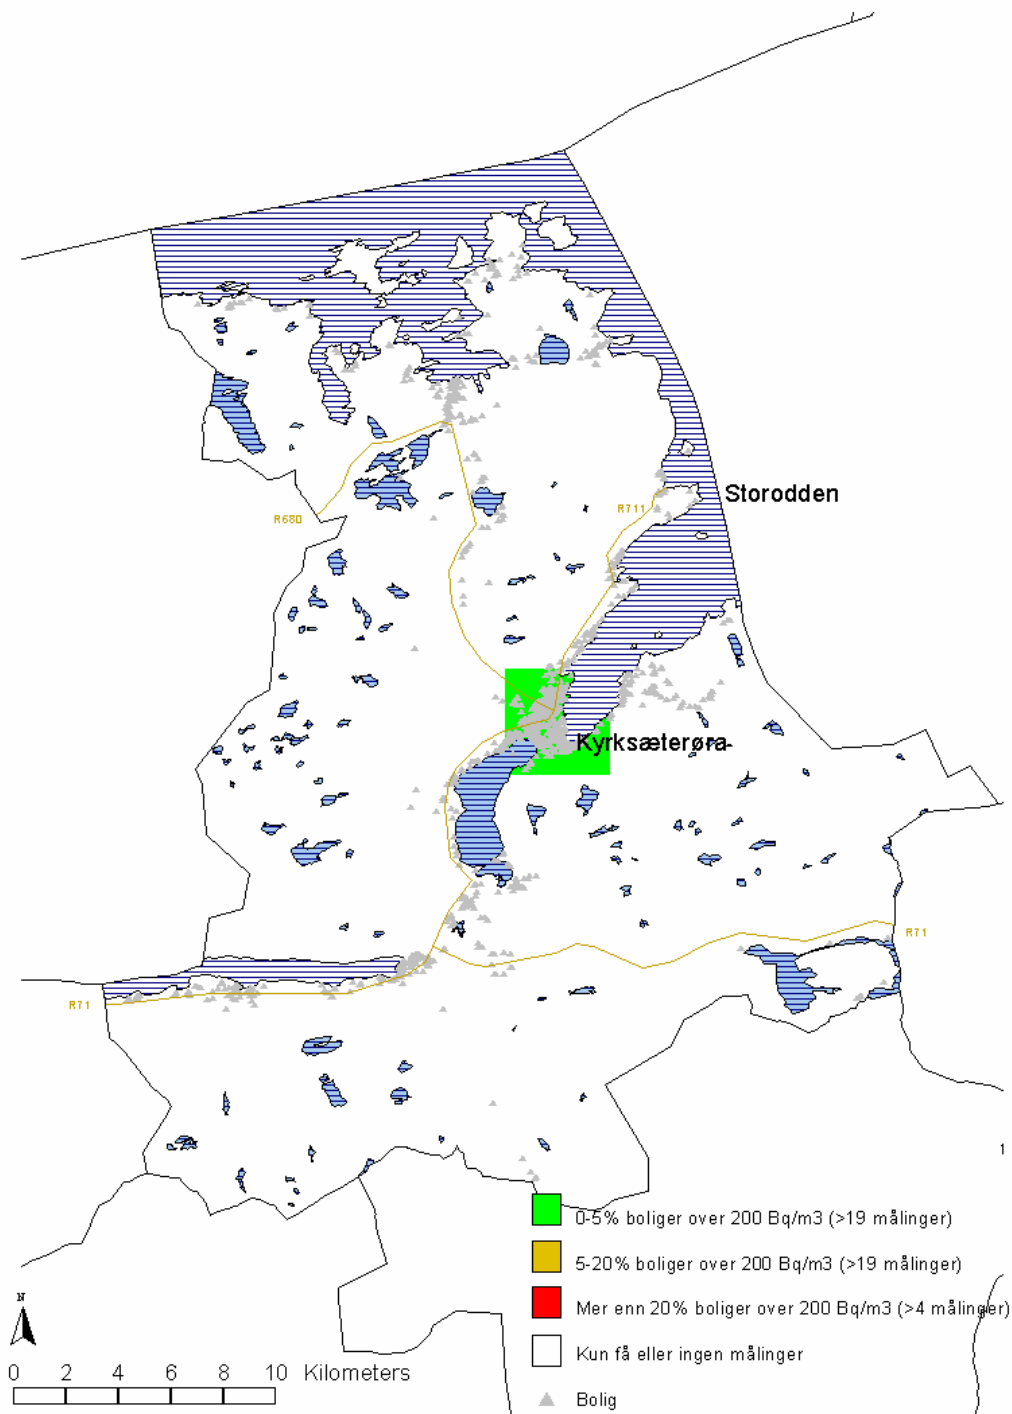 Storodden
R680
R711
Kyrksæterøra
R71
R71
1
0-5% boliger over 200 Bq/m3 (>19 målinger)
5-20% boliger over 200 Bq/m3 (>19 målinger)
Mer enn 20% boliger over 200 Bq/m3 (>4 målinger)
Kun få eller ingen målinger
Bolig
N
0 2 4 6 8 10 Kilometers